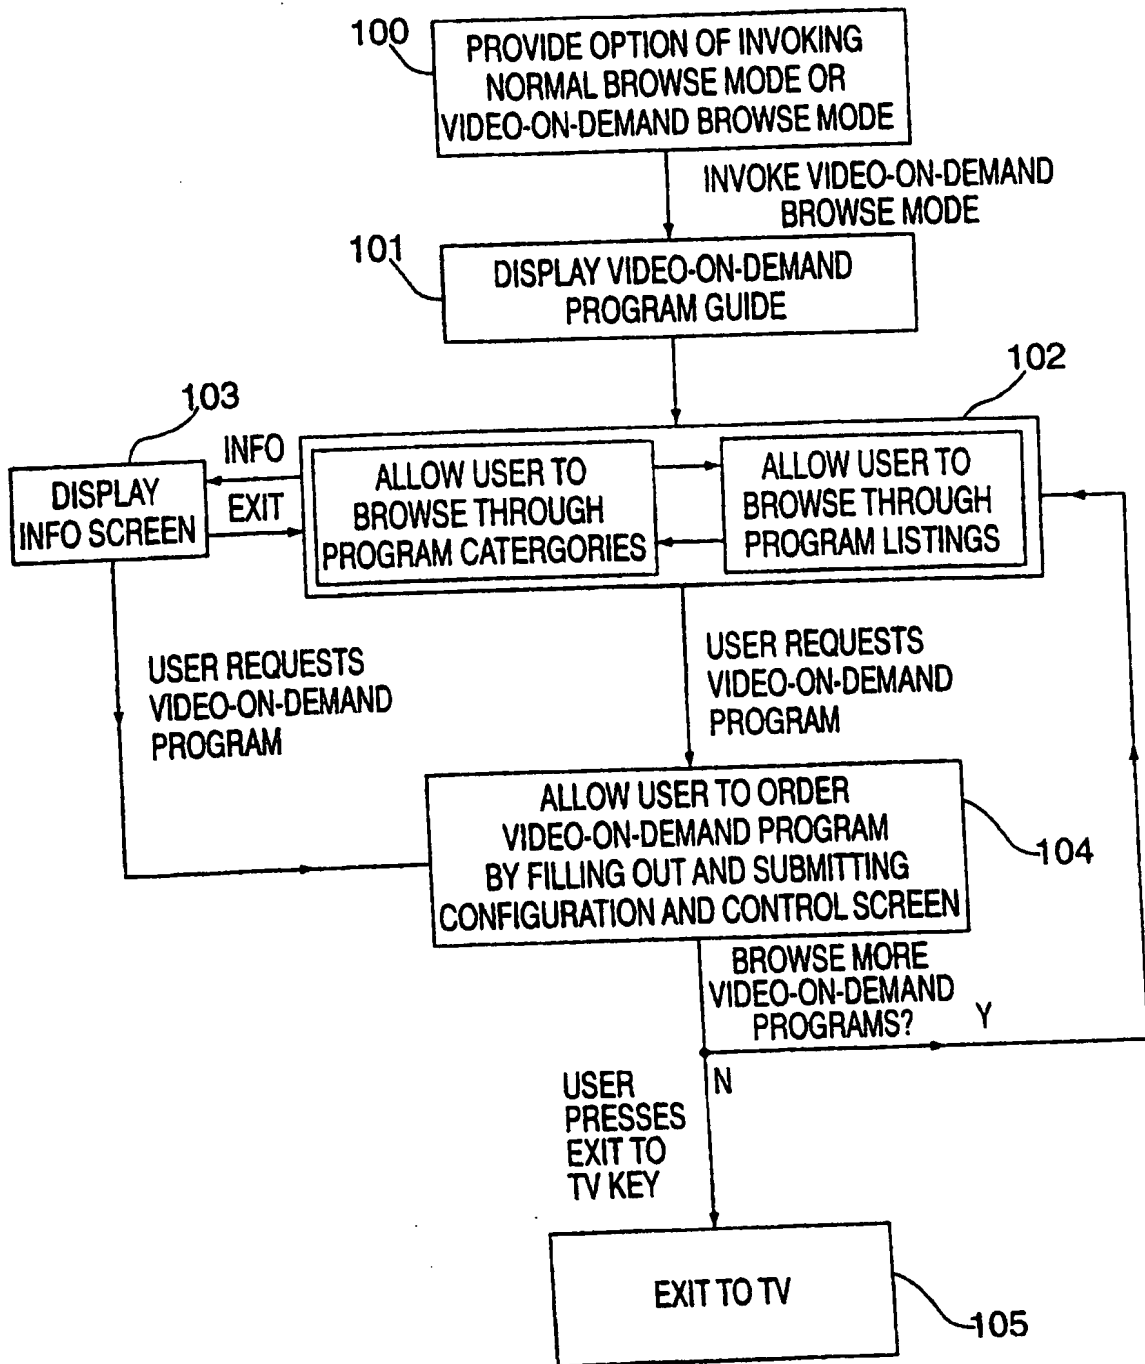 100
PROVIDE OPTION OF INVOKING
NORMAL BROWSE MODE OR
VIDEO-ON-DEMAND BROWSE MODE
INVOKE VIDEO-ON-DEMAND
BROWSE MODE
101
DISPLAY VIDEO-ON-DEMAND
PROGRAM GUIDE
102
103
INFO
EXIT
DISPLAY
INFO SCREEN
ALLOW USER TO
BROWSE THROUGH
PROGRAM CATERGORIES
ALLOW USER TO
BROWSE THROUGH
PROGRAM LISTINGS
USER REQUESTS
VIDEO-ON-DEMAND
PROGRAM
USER REQUESTS
VIDEO-ON-DEMAND
PROGRAM
ALLOW USER TO ORDER
VIDEO-ON-DEMAND PROGRAM
BY FILLING OUT AND SUBMITTING
CONFIGURATION AND CONTROL SCREEN
104
BROWSE MORE
VIDEO-ON-DEMAND
PROGRAMS?
Y
N
USER
PRESSES
EXIT TO
TV KEY
EXIT TO TV
105